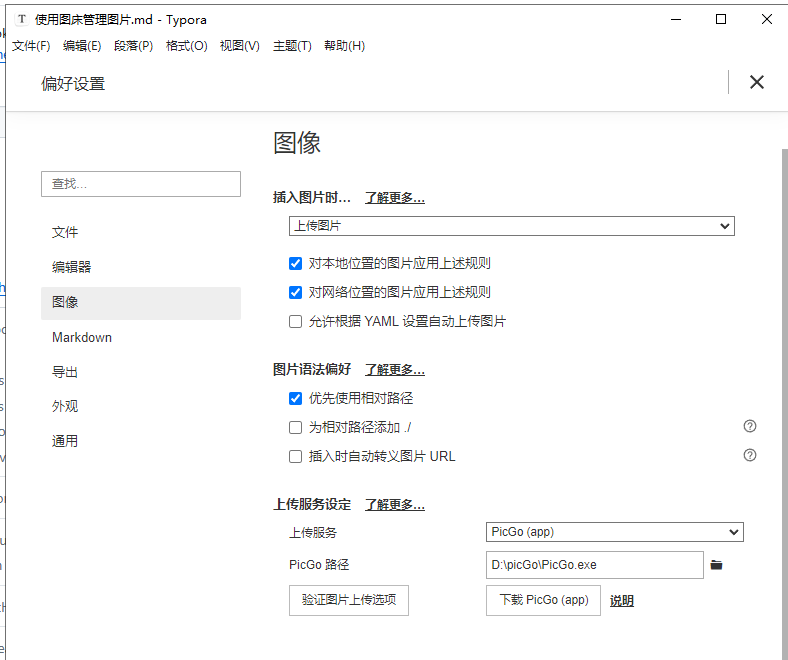 T 使用图床管理图片.md - Typora
文件(F) 编辑(E) 段落(P) 格式(O) 视图(V) 主题(T) 帮助(H)
偏好设置
图像
查找...
文件
编辑器
图像
Markdown
导出
外观
通用
插入图片时... 了解更多...
上传图片
对本地位置的图片应用上述规则
对网络位置的图片应用上述规则
允许根据 YAML 设置自动上传图片
图片语法偏好 了解更多...
优先使用相对路径
为相对路径添加 ./
插入时自动转义图片 URL
上传服务设定 了解更多...
上传服务 PicGo (app)
PicGo 路径 D:\picGo\PicGo.exe
验证图片上传选项 下载 PicGo (app) 说明